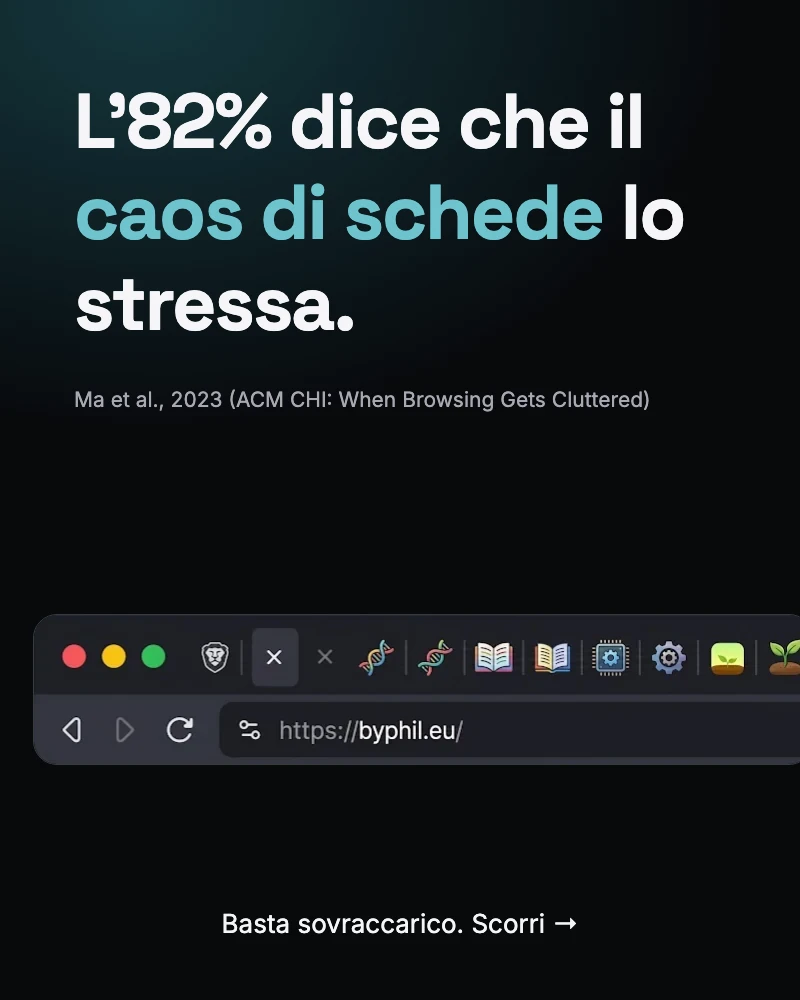 L’82% dice che il
caos di schede lo
stressa.
Ma et al., 2023 (ACM CHI: When Browsing Gets Cluttered)
https://byphil.eu/
Basta sovraccarico. Scorri →